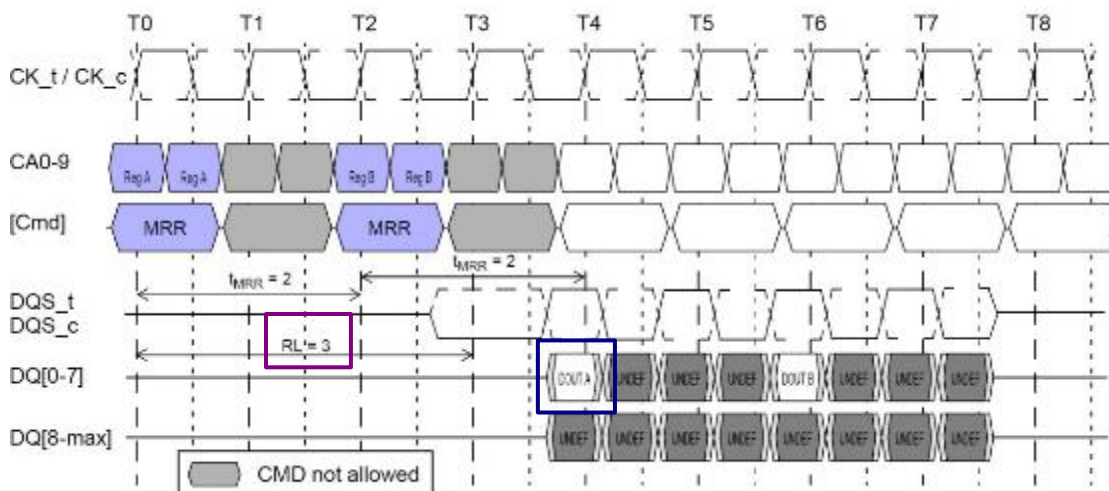 T0 T1 T2 T3 T4 T5 T6 T7 T8
CK_t / CK_c
CA0-9 Reg A Reg A Reg B Reg B
[Cmd] MRR MRR
tMRR = 2 tMRR = 2
DQS_t
DQS_c
RL = 3
DQ[0-7] DOUT A UNDEF UNDEF UNDEF DOUT B UNDEF UNDEF UNDEF
DQ[8-max] UNDEF UNDEF UNDEF UNDEF UNDEF UNDEF UNDEF UNDEF
CMD not allowed